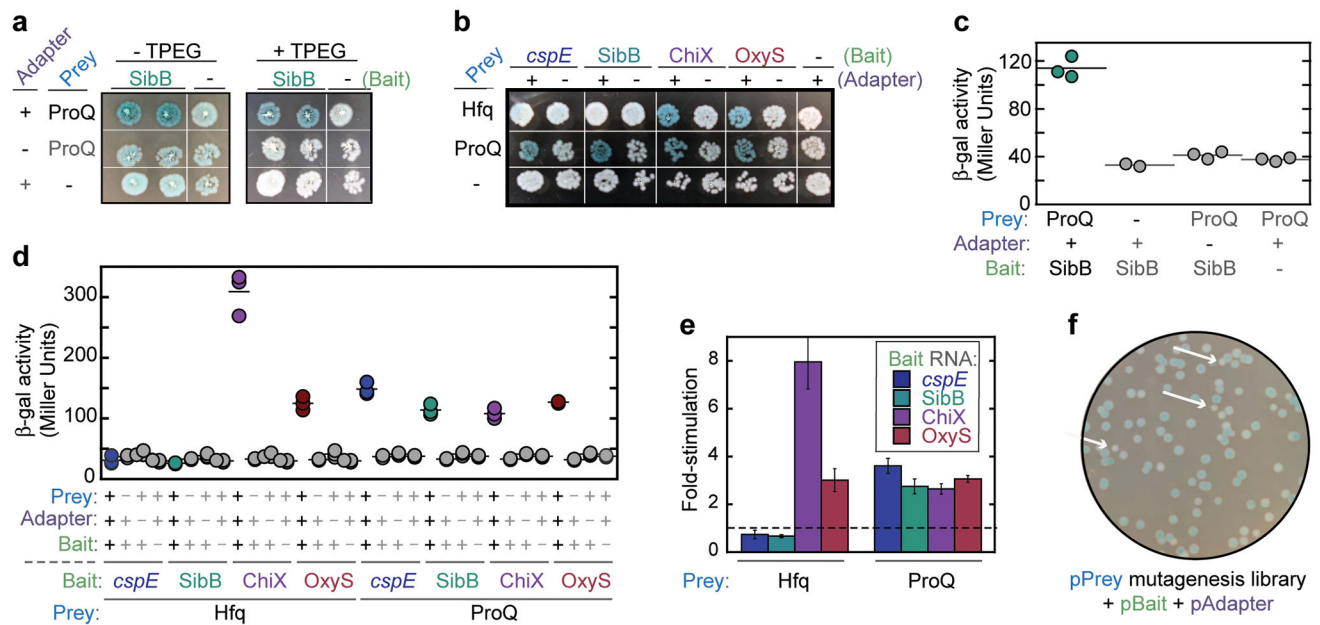 a
Adapter
Prey
- TPEG
+ TPEG
SibB
-
SibB
- (Bait)
+ ProQ
- ProQ
+ -
b
Prey
cspE SibB ChiX OxyS - (Bait)
+ - + - + - + - + (Adapter)
Hfq
ProQ
-
c
β-gal activity
(Miller Units)
120
80
40
0
Prey: ProQ - ProQ ProQ
Adapter: + + - +
Bait: SibB SibB SibB -
d
β-gal activity
(Miller Units)
300
200
100
0
Prey: + − + + + − + + + − + + + − + + + − + + + − + + + − + + + − + +
Adapter: + + − + + + − + + + − + + + − + + + − + + + − + + + − + + + − +
Bait: + + + − + + + − + + + − + + + − + + + − + + + − + + + − + + + −
Bait: cspE SibB ChiX OxyS cspE SibB ChiX OxyS
Prey: Hfq ProQ
e
Fold-stimulation
8
6
4
2
0
Bait RNA:
cspE
SibB
ChiX
OxyS
Prey: Hfq ProQ
f
pPrey mutagenesis library
+ pBait + pAdapter